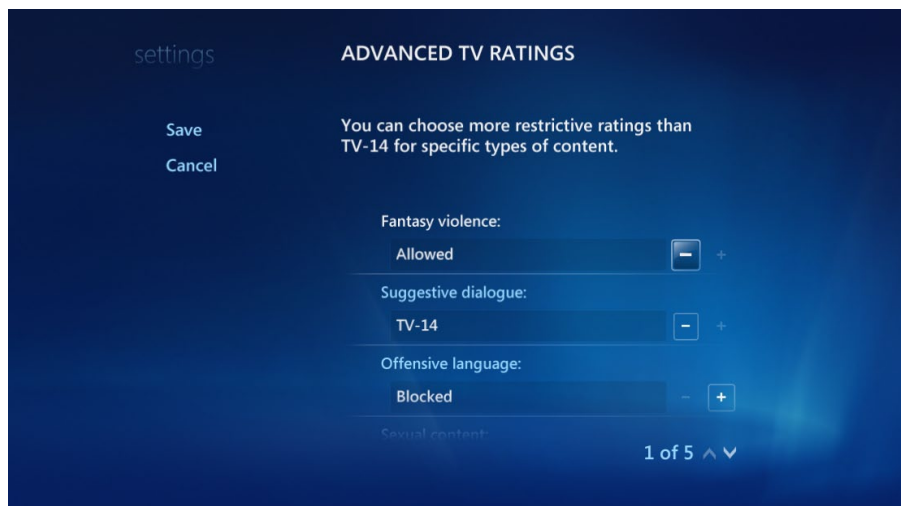 settings
ADVANCED TV RATINGS
Save
Cancel
You can choose more restrictive ratings than
TV-14 for specific types of content.
Fantasy violence:
Allowed
Suggestive dialogue:
TV-14
Offensive language:
Blocked
Sexual content:
1 of 5